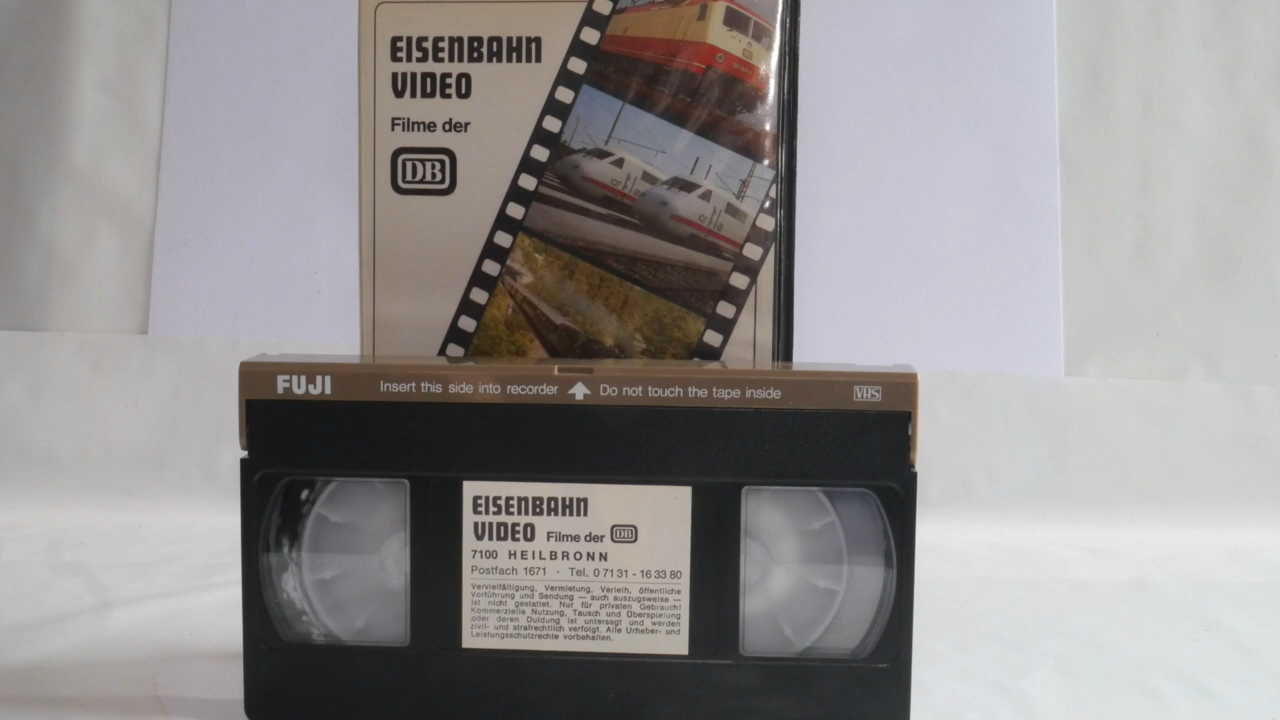 EISENBAHN
VIDEO
Filme der
DB
FUJI Insert this side into recorder Do not touch the tape inside VHS
EISENBAHN
VIDEO Filme der DB
7100 HEILBRONN
Postfach 1671 · Tel. 0 71 31 - 16 33 80
Vervielfältigung, Vermietung, Verleih, öffentliche
Vorführung und Sendung — auch auszugsweise —
ist nicht gestattet. Nur für privaten Gebrauch!
Kommerzielle Nutzung, Tausch und Überspielung
oder deren Duldung ist untersagt und werden
zivil- und strafrechtlich verfolgt. Alle Urheber- und
Leistungsschutzrechte vorbehalten.